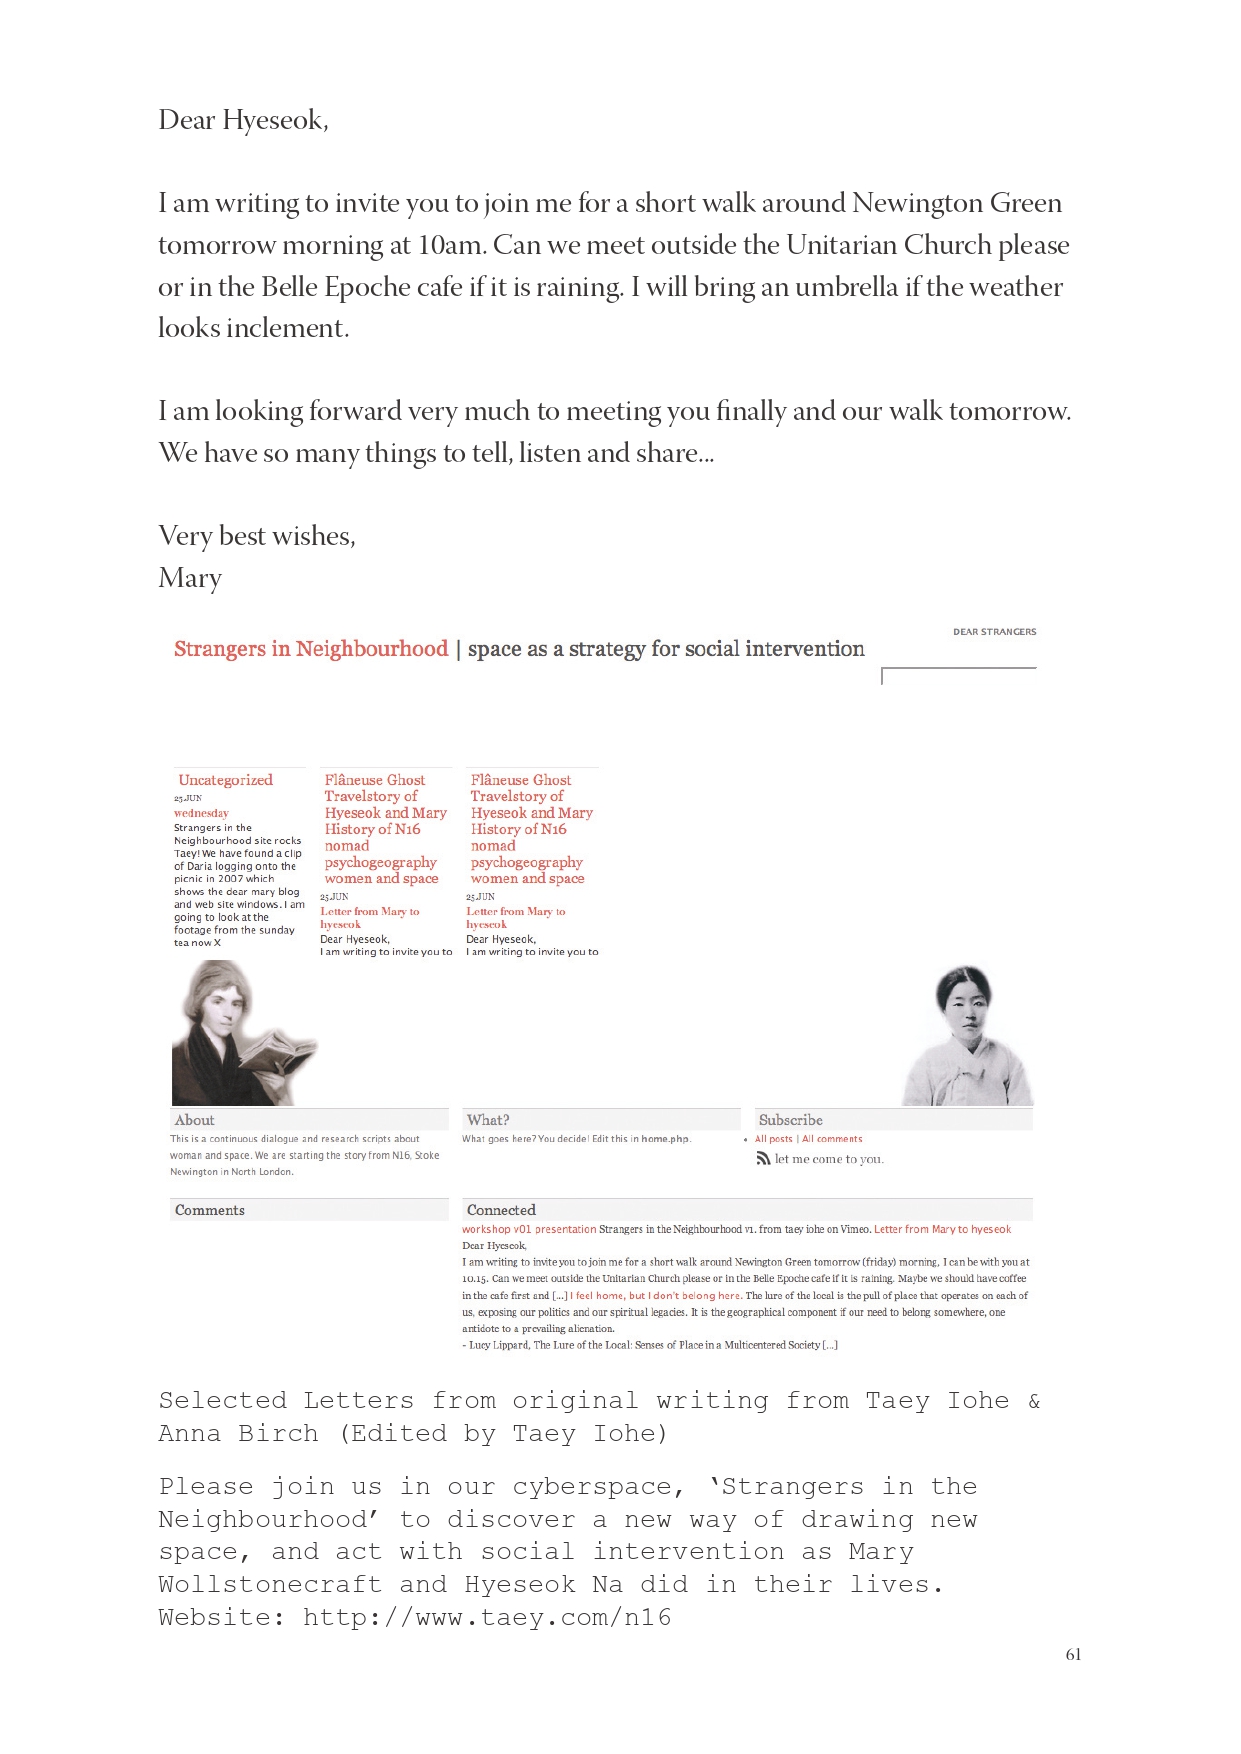 Dear Hyeseok,
I am writing to invite you to join me for a short walk around Newington Green
tomorrow morning at 10am. Can we meet outside the Unitarian Church please
or in the Belle Epoche cafe if it is raining. I will bring an umbrella if the weather
looks inclement.
I am looking forward very much to meeting you finally and our walk tomorrow.
We have so many things to tell, listen and share...
Very best wishes,
Mary
DEAR STRANGERS
Strangers in Neighbourhood | space as a strategy for social intervention
Uncategorized
25.JUN
wednesday
Strangers in the
Neighbourhood site rocks
Taey! We have found a clip
of Daria logging onto the
picnic in 2007 which
shows the dear mary blog
and web site windows. I am
going to look at the
footage from the sunday
tea now X
Flâneuse Ghost
Travelstory of
Hyeseok and Mary
History of N16
nomad
psychogeography
women and space
25.JUN
Letter from Mary to
hyeseok
Dear Hyeseok,
I am writing to invite you to
Flâneuse Ghost
Travelstory of
Hyeseok and Mary
History of N16
nomad
psychogeography
women and space
25.JUN
Letter from Mary to
hyeseok
Dear Hyeseok,
I am writing to invite you to
About
This is a continuous dialogue and research scripts about
woman and space. We are starting the story from N16, Stoke
Newington in North London.
What?
What goes here? You decide! Edit this in home.php.
Subscribe
• All posts | All comments
let me come to you.
Comments
Connected
workshop v01 presentation Strangers in the Neighbourhood v1. from taey iohe on Vimeo. Letter from Mary to hyeseok
Dear Hyeseok,
I am writing to invite you to join me for a short walk around Newington Green tomorrow (friday) morning, I can be with you at
10.15. Can we meet outside the Unitarian Church please or in the Belle Epoche cafe if it is raining. Maybe we should have coffee
in the cafe first and [...] I feel home, but I don't belong here. The lure of the local is the pull of place that operates on each of
us, exposing our politics and our spiritual legacies. It is the geographical component if our need to belong somewhere, one
antidote to a prevailing alienation.
- Lucy Lippard, The Lure of the Local: Senses of Place in a Multicentered Society [...]
Selected Letters from original writing from Taey Iohe &
Anna Birch (Edited by Taey Iohe)
Please join us in our cyberspace, ‘Strangers in the
Neighbourhood’ to discover a new way of drawing new
space, and act with social intervention as Mary
Wollstonecraft and Hyeseok Na did in their lives.
Website: http://www.taey.com/n16
61